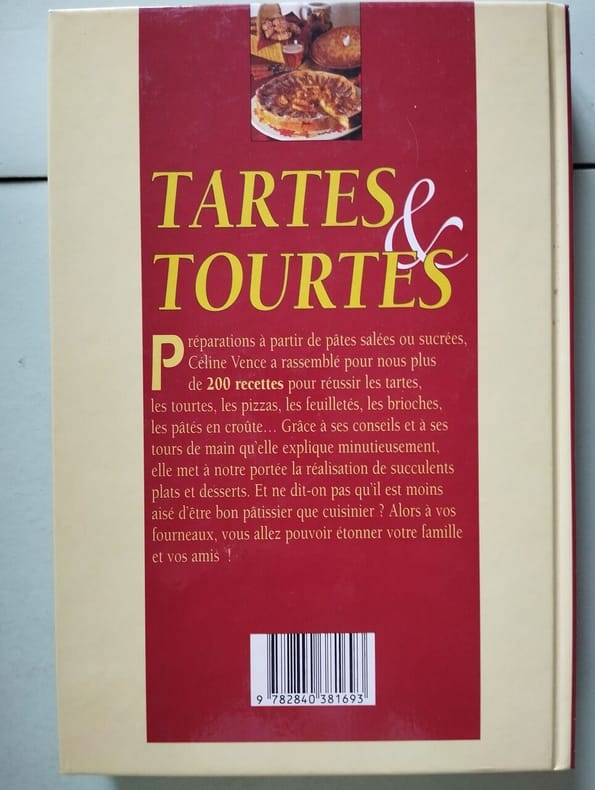 TARTES
&
TOURTES
Préparations à partir de pâtes salées ou sucrées,
Céline Vence a rassemblé pour nous plus
de 200 recettes pour réussir les tartes,
les tourtes, les pizzas, les feuilletés, les brioches,
les pâtés en croûte... Grâce à ses conseils et à ses
tours de main qu'elle explique minutieusement,
elle met à notre portée la réalisation de succulents
plats et desserts. Et ne dit-on pas qu'il est moins
aisé d'être bon pâtissier que cuisinier ? Alors à vos
fourneaux, vous allez pouvoir étonner votre famille
et vos amis !
9 782840 381693